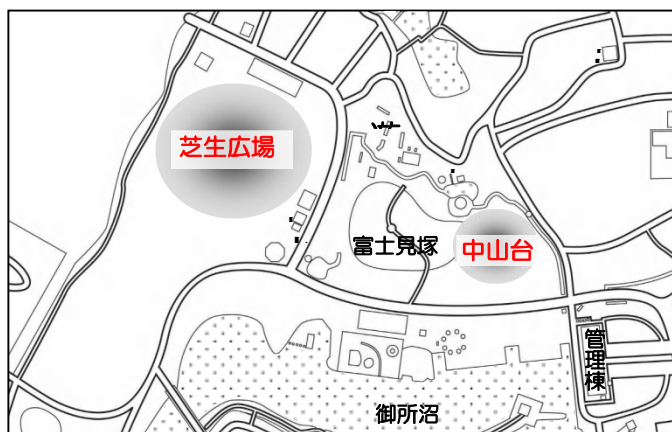 芝生広場
富士見塚
中山台
管理棟
御所沼